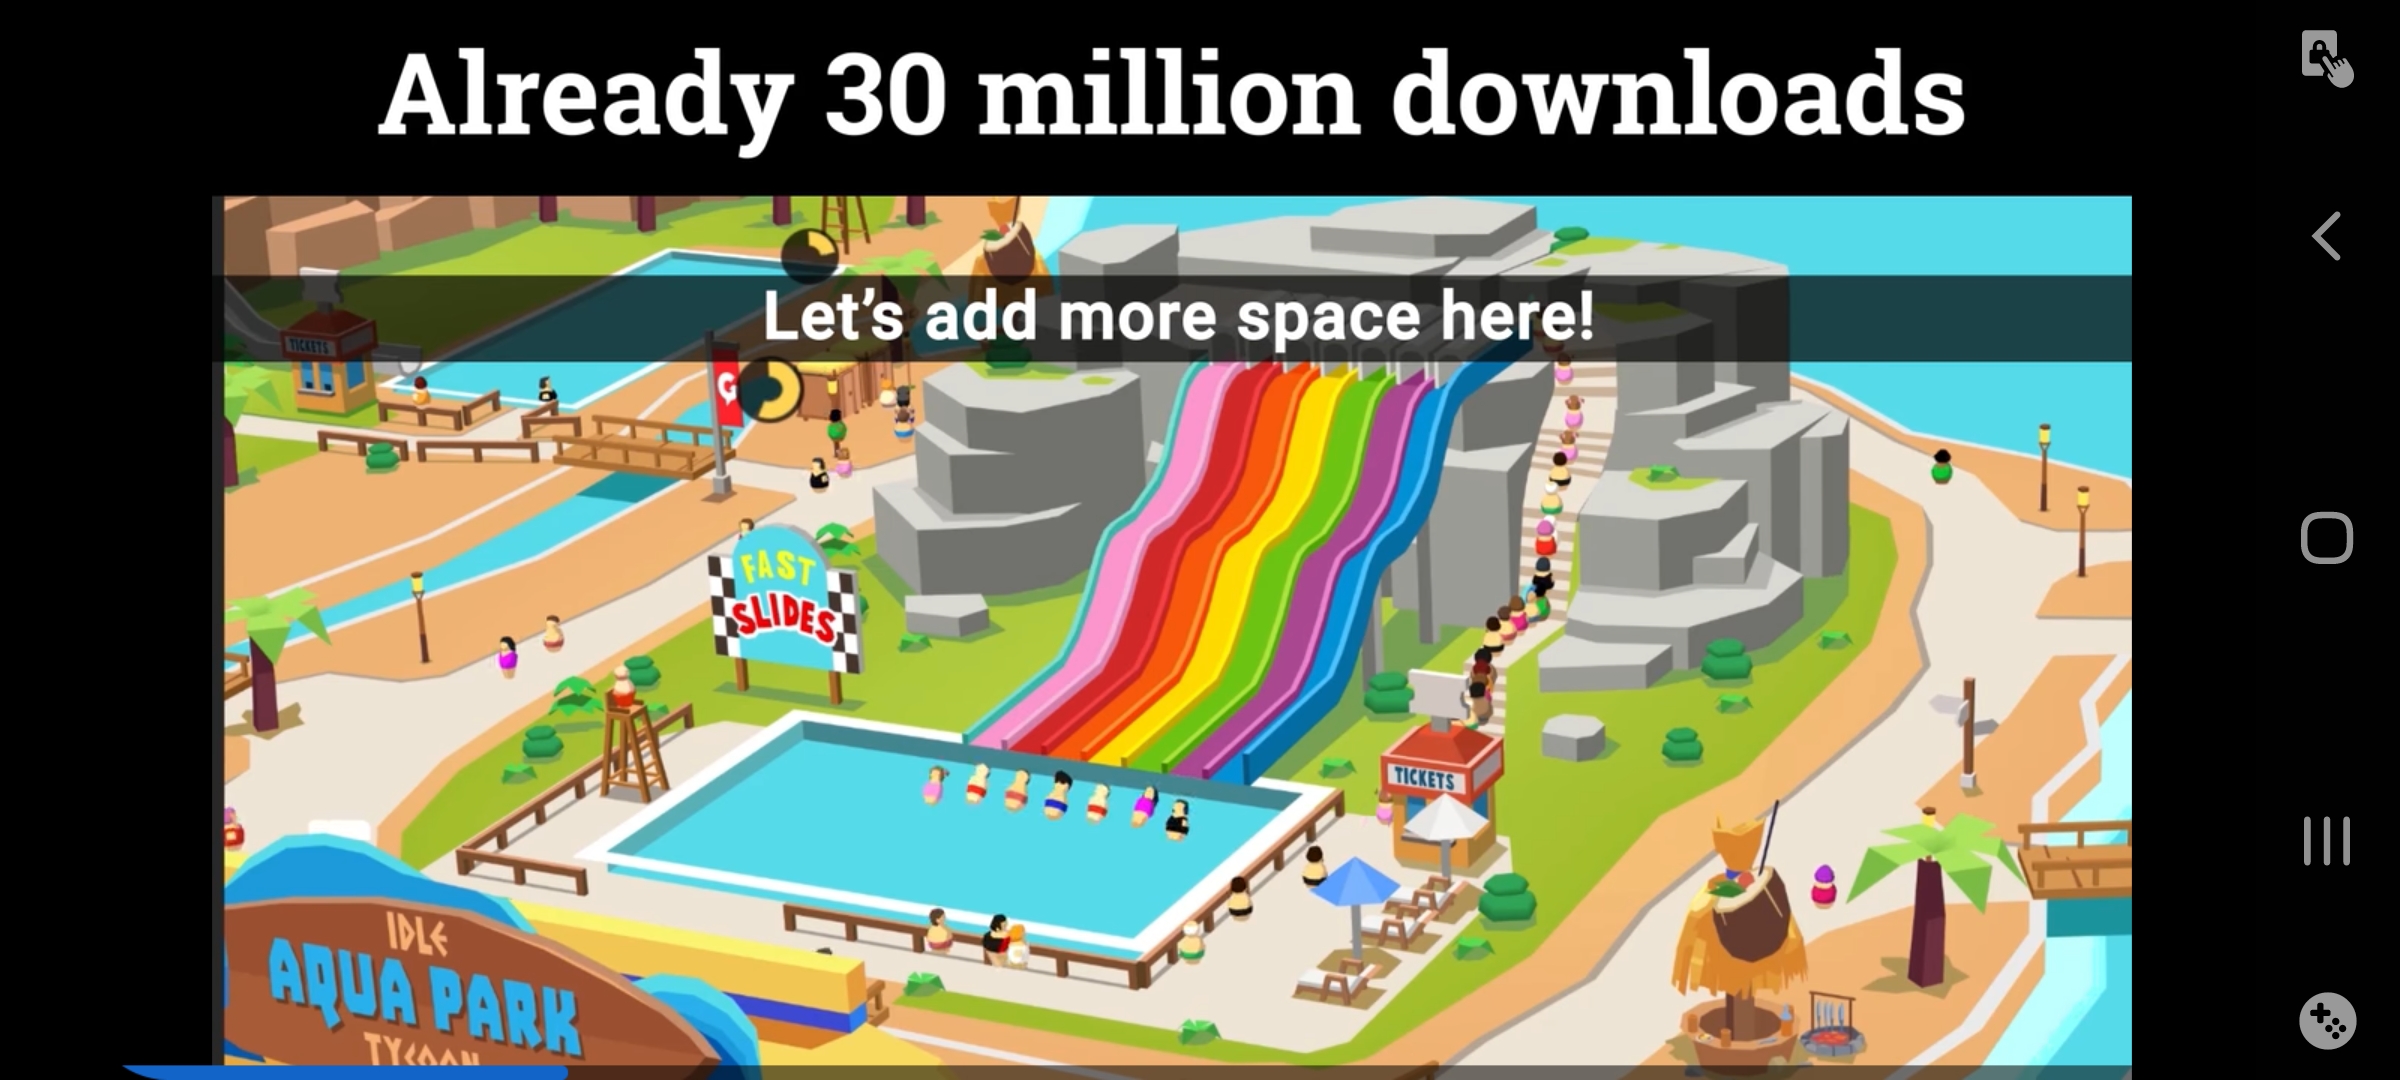 Already 30 million downloads
Let's add more space here!
TICKETS
G
FAST
SLIDES
TICKETS
IDLE
AQUA PARK
TYCOON